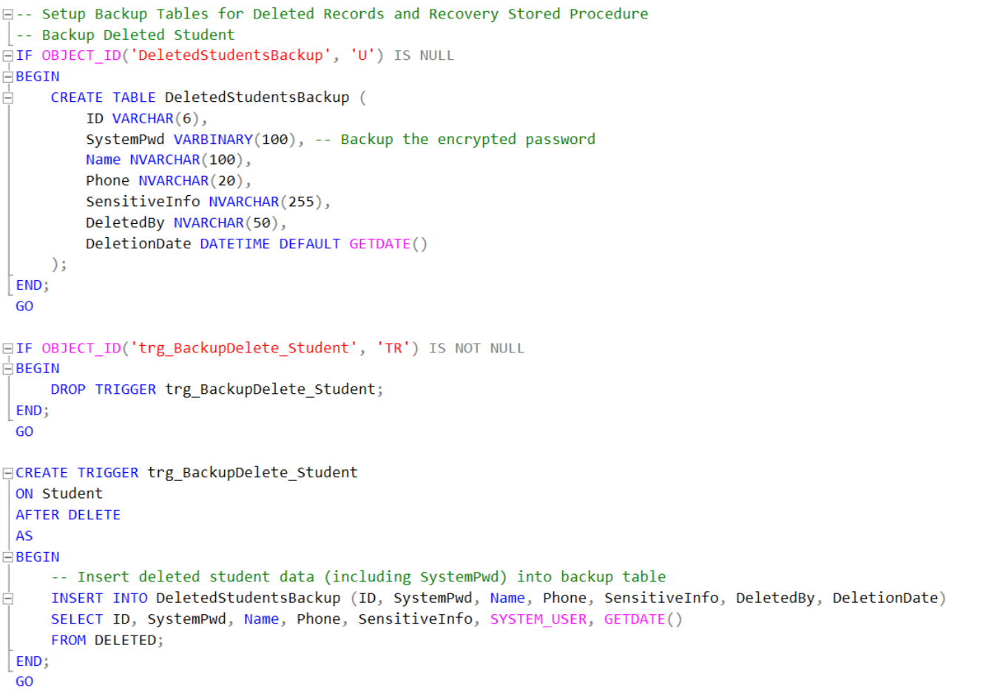 -- Setup Backup Tables for Deleted Records and Recovery Stored Procedure
-- Backup Deleted Student
IF OBJECT_ID('DeletedStudentsBackup', 'U') IS NULL
BEGIN
    CREATE TABLE DeletedStudentsBackup (
        ID VARCHAR(6),
        SystemPwd VARBINARY(100), -- Backup the encrypted password
        Name NVARCHAR(100),
        Phone NVARCHAR(20),
        SensitiveInfo NVARCHAR(255),
        DeletedBy NVARCHAR(50),
        DeletionDate DATETIME DEFAULT GETDATE()
    );
END;
GO

IF OBJECT_ID('trg_BackupDelete_Student', 'TR') IS NOT NULL
BEGIN
    DROP TRIGGER trg_BackupDelete_Student;
END;
GO

CREATE TRIGGER trg_BackupDelete_Student
ON Student
AFTER DELETE
AS
BEGIN
    -- Insert deleted student data (including SystemPwd) into backup table
    INSERT INTO DeletedStudentsBackup (ID, SystemPwd, Name, Phone, SensitiveInfo, DeletedBy, DeletionDate)
    SELECT ID, SystemPwd, Name, Phone, SensitiveInfo, SYSTEM_USER, GETDATE()
    FROM DELETED;
END;
GO